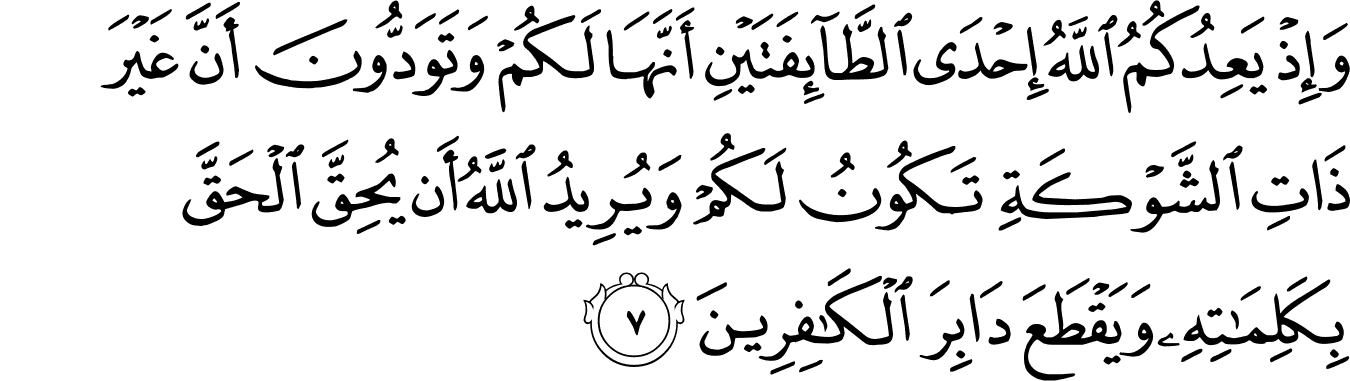 وَإِذْ يَعِدُكُمُ ٱللَّهُ إِحْدَى ٱلطَّآئِفَتَيْنِ أَنَّهَا لَكُمْ وَتَوَدُّونَ أَنَّ غَيْرَ
ذَاتِ ٱلشَّوْكَةِ تَكُونُ لَكُمْ وَيُرِيدُ ٱللَّهُ أَن يُحِقَّ ٱلْحَقَّ
بِكَلِمَـٰتِهِۦ وَيَقْطَعَ دَابِرَ ٱلْكَـٰفِرِينَ ٧